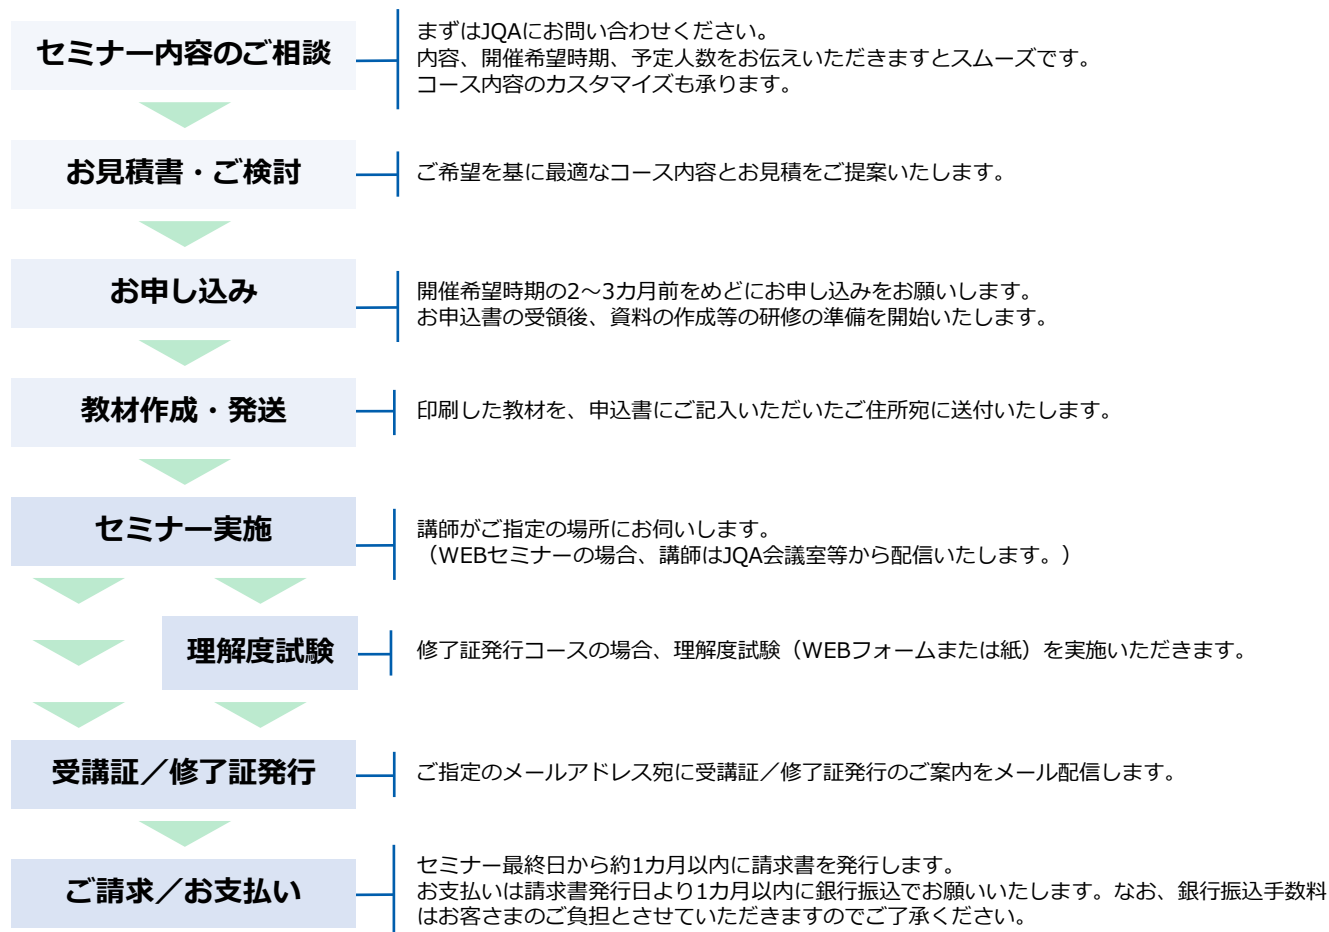 セミナー内容のご相談
まずはJQAにお問い合わせください。
内容、開催希望時期、予定人数をお伝えいただきますとスムーズです。
コース内容のカスタマイズも承ります。
お見積書・ご検討
ご希望を基に最適なコース内容とお見積をご提案いたします。
お申し込み
開催希望時期の2～3カ月前をめどにお申し込みをお願いします。
お申込書の受領後、資料の作成等の研修の準備を開始いたします。
教材作成・発送
印刷した教材を、申込書にご記入いただいたご住所宛に送付いたします。
セミナー実施
講師がご指定の場所にお伺いします。
（WEBセミナーの場合、講師はJQA会議室等から配信いたします。）
理解度試験
修了証発行コースの場合、理解度試験（WEBフォームまたは紙）を実施いただきます。
受講証／修了証発行
ご指定のメールアドレス宛に受講証／修了証発行のご案内をメール配信します。
ご請求／お支払い
セミナー最終日から約1カ月以内に請求書を発行します。
お支払いは請求書発行日より1カ月以内に銀行振込でお願いいたします。なお、銀行振込手数料
はお客さまのご負担とさせていただきますのでご了承ください。